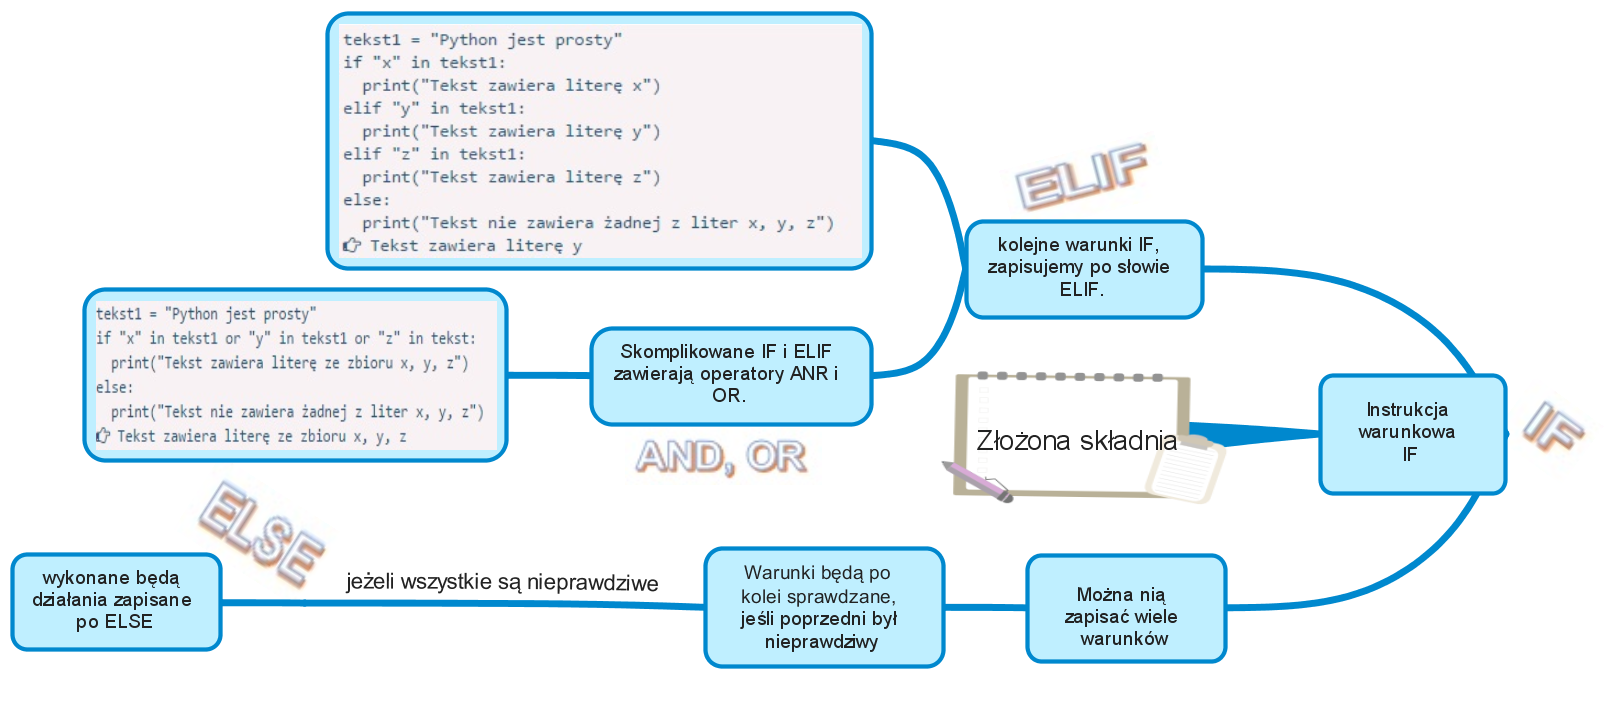 tekst1 = "Python jest prosty"
if "x" in tekst1:
  print("Tekst zawiera literę x")
elif "y" in tekst1:
  print("Tekst zawiera literę y")
elif "z" in tekst1:
  print("Tekst zawiera literę z")
else:
  print("Tekst nie zawiera żadnej z liter x, y, z")
Tekst zawiera literę y
ELIF
kolejne warunki IF,
zapisujemy po słowie
ELIF.
tekst1 = "Python jest prosty"
if "x" in tekst1 or "y" in tekst1 or "z" in tekst:
  print("Tekst zawiera literę ze zbioru x, y, z")
else:
  print("Tekst nie zawiera żadnej z liter x, y, z")
Tekst zawiera literę ze zbioru x, y, z
Skomplikowane IF i ELIF
zawierają operatory ANR i
OR.
AND, OR
Złożona składnia
Instrukcja
warunkowa
IF
IF
ELSE
wykonane będą
działania zapisane
po ELSE
jeżeli wszystkie są nieprawdziwe
Warunki będą po
kolei sprawdzane,
jeśli poprzedni był
nieprawdziwy
Można nią
zapisać wiele
warunków